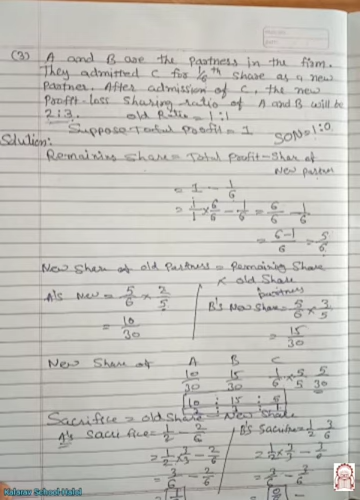 (3) A and B are the Partners in the firm.
They admitted C for 1/6th Share as a new
Partner. After admission of C, the new
Profit-loss Sharing-ratio of A and B will be
2:3. old Ratio = 1:1
Suppose Total Profit = 1
Solution:
Remaining Share = Total Profit - Shar of
New partner
= 1 - 1/6
= 1/1 × 6/6 - 1/6 = 6/6 - 1/6
= 6-1/6 = 5/6
New Share of old Partners = Remaining Share
× old Share
partners
A's New = 5/6 × 2/5
B's New Share = 5/6 × 3/5
= 10/30
= 15/30
New Share of A B C
10/30 15/30 1/6 × 5/5 5/30
10 : 15 : 5
Sacrifice = old Share - New Share
A's Sacrifice = 1/2 - 2/6
B's Sacrifice = 1/2 - 3/6
= 1/2 × 3/3 - 2/6
= 1/2 × 3/3 - 3/6
= 3/6 - 2/6
= 3/6 - 3/6
Kalarav School-Halol